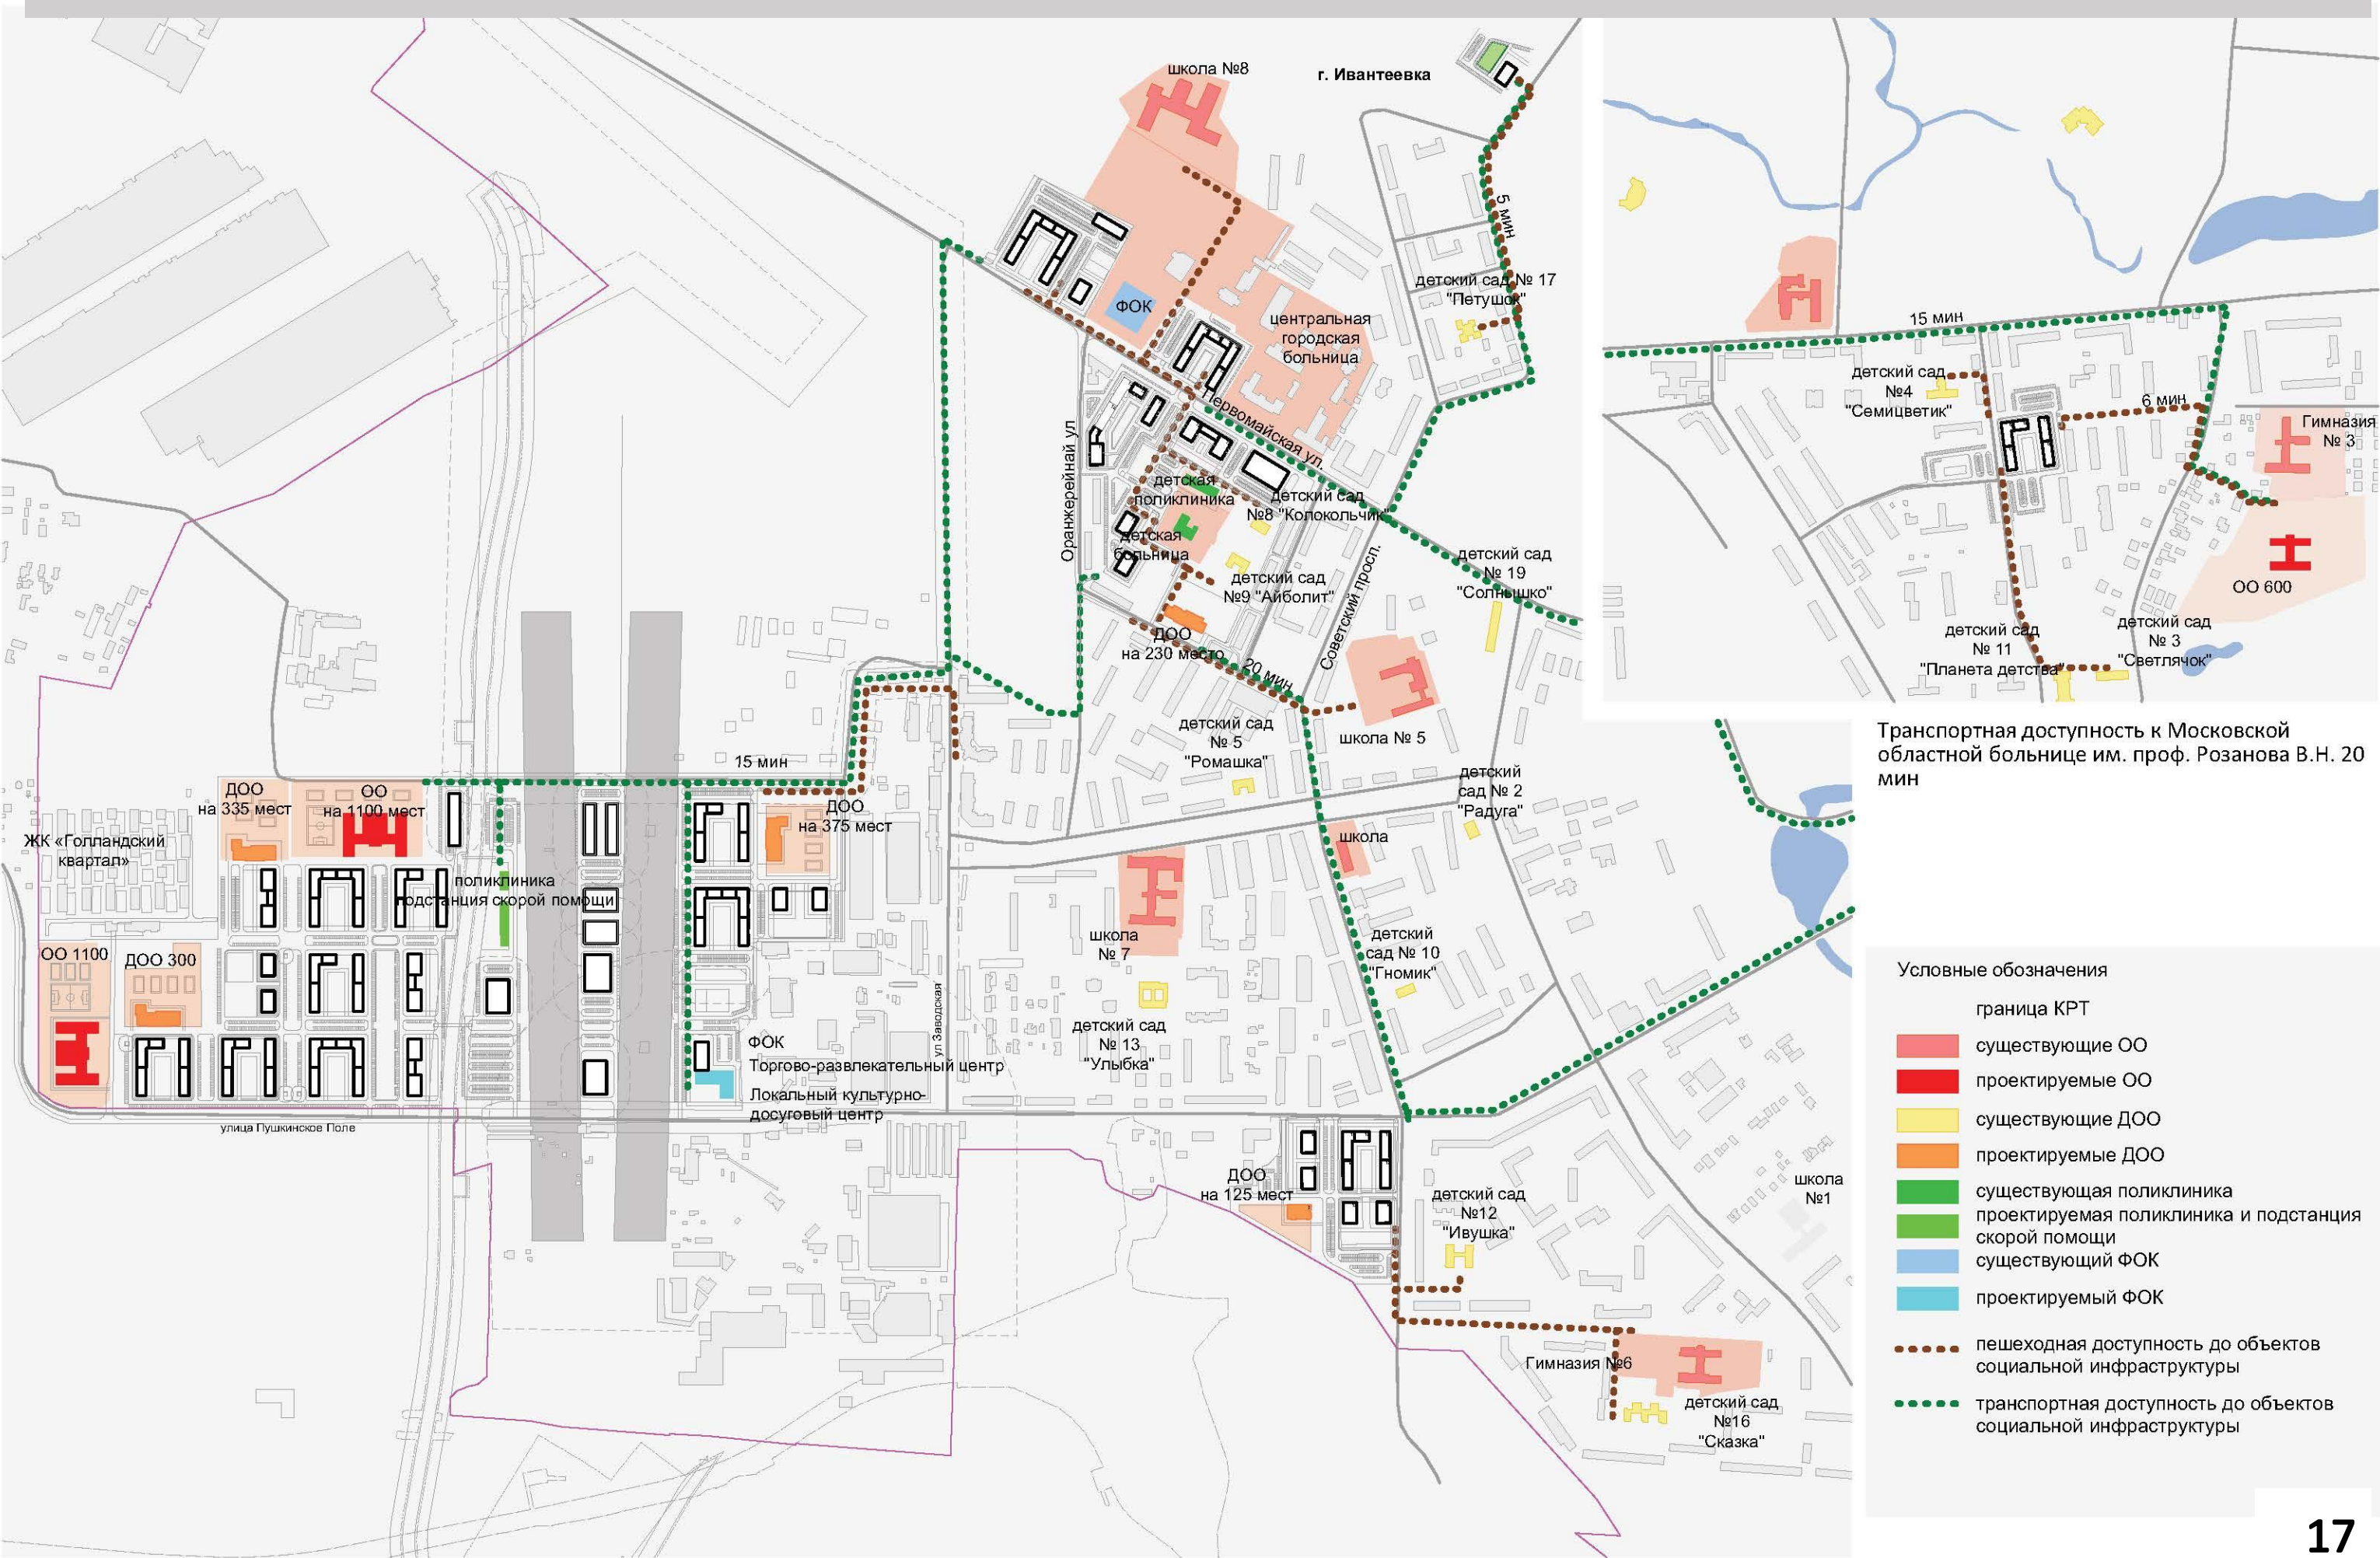 школа №8
г. Ивантеевка
5 мин
детский сад № 17
"Петушок"
ФОК
центральная
городская
больница
Первомайская ул.
Оранжерейнай ул
детская
поликлиника
детский сад
№8 "Колокольчик"
детская
больница
детский сад
№9 "Айболит"
детский сад
№ 19
"Солнышко"
Советский просп.
ДОО
на 230 место
20 мин
детский сад
№ 5
"Ромашка"
школа № 5
детский
сад № 2
"Радуга"
15 мин
ДОО
на 335 мест
ОО
на 1100 мест
ДОО
на 375 мест
ЖК «Голландский
квартал»
поликлиника
подстанция скорой помощи
школа
школа
№ 7
детский
сад № 10
"Гномик"
ОО 1100
ДОО 300
ул Заводская
детский сад
№ 13
"Улыбка"
ФОК
Торгово-развлекательный центр
Локальный культурно-
досуговый центр
улица Пушкинское Поле
ДОО
на 125 мест
детский сад
№12
"Ивушка"
школа
№1
Гимназия №6
детский сад
№16
"Сказка"
15 мин
детский сад
№4
"Семицветик"
6 мин
Гимназия
№ 3
ОО 600
детский сад
№ 11
"Планета детства"
детский сад
№ 3
"Светлячок"
Транспортная доступность к Московской
областной больнице им. проф. Розанова В.Н. 20
мин
Условные обозначения
граница КРТ
существующие ОО
проектируемые ОО
существующие ДОО
проектируемые ДОО
существующая поликлиника
проектируемая поликлиника и подстанция
скорой помощи
существующий ФОК
проектируемый ФОК
пешеходная доступность до объектов
социальной инфраструктуры
транспортная доступность до объектов
социальной инфраструктуры
17